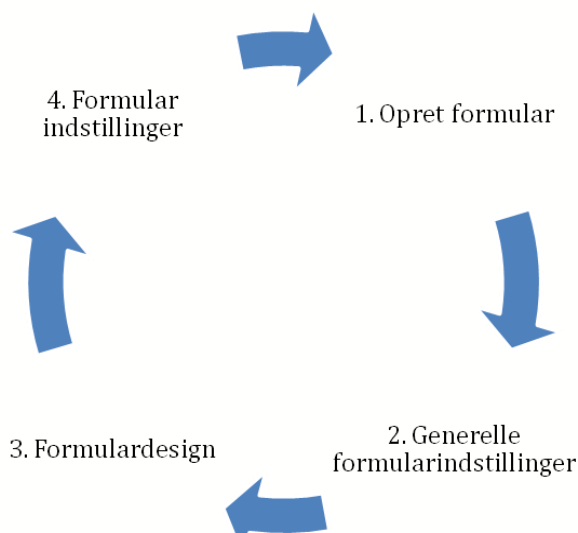 4. Formular
indstillinger
1. Opret formular
3. Formulardesign
2. Generelle
formularindstillinger